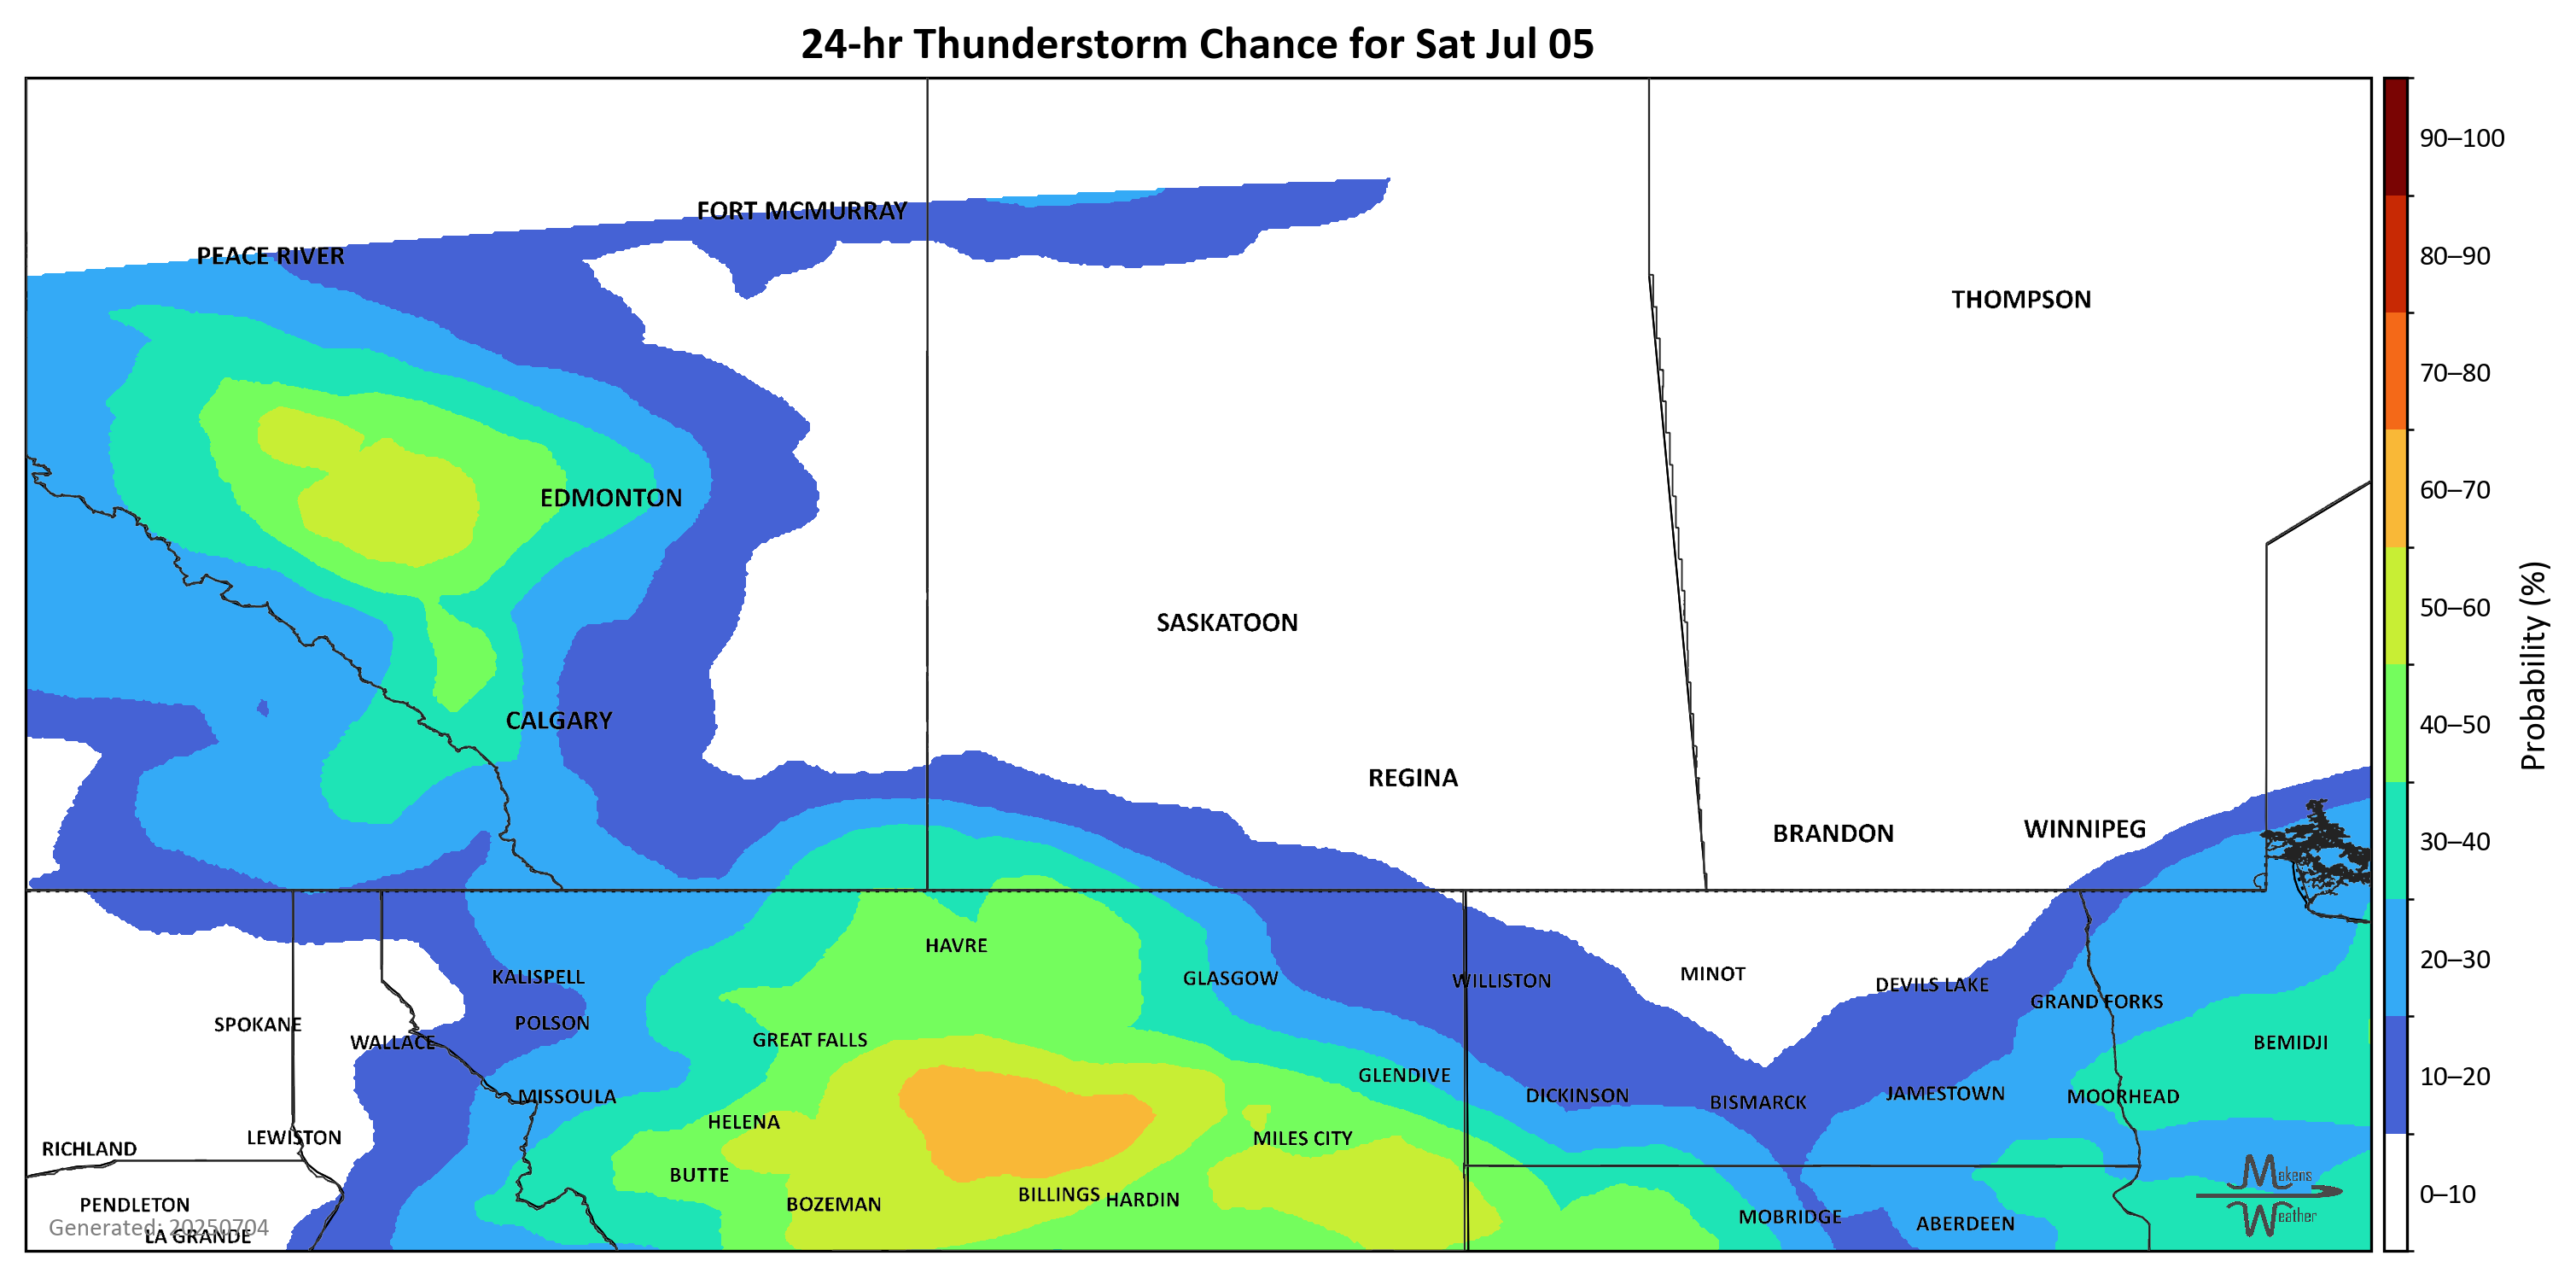 24-hr Thunderstorm Chance for Sat Jul 05
FORT MCMURRAY
PEACE RIVER
THOMPSON
EDMONTON
SASKATOON
CALGARY
REGINA
BRANDON
WINNIPEG
HAVRE
KALISPELL
GLASGOW
WILLISTON
MINOT
DEVILS LAKE
GRAND FORKS
SPOKANE
POLSON
WALLACE
GREAT FALLS
BEMIDJI
GLENDIVE
MISSOULA
DICKINSON
BISMARCK
JAMESTOWN
MOORHEAD
HELENA
LEWISTON
MILES CITY
RICHLAND
BUTTE
BILLINGS
HARDIN
PENDLETON
BOZEMAN
MOBRIDGE
ABERDEEN
Generated: 20250704
LA GRANDE
Makens
Weather
90–100
80–90
70–80
60–70
50–60
40–50
30–40
20–30
10–20
0–10
Probability (%)